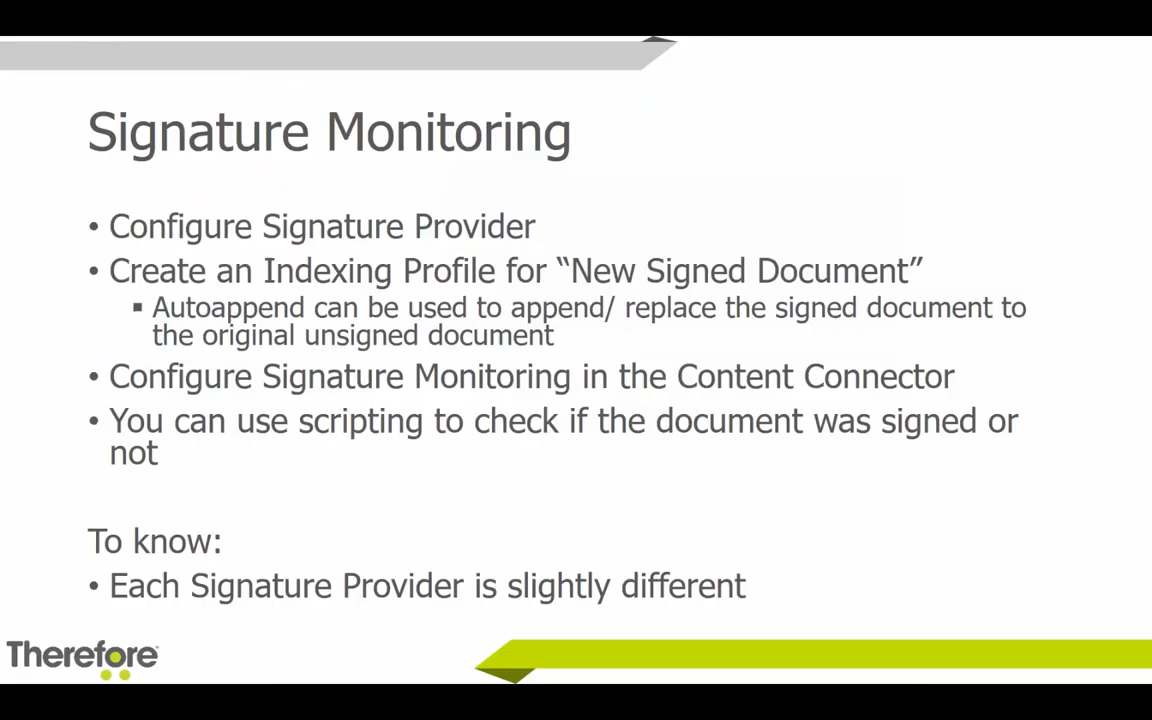 Signature Monitoring
• Configure Signature Provider
• Create an Indexing Profile for “New Signed Document”
▪ Autoappend can be used to append/ replace the signed document to
the original unsigned document
• Configure Signature Monitoring in the Content Connector
• You can use scripting to check if the document was signed or
not
To know:
• Each Signature Provider is slightly different
Therefore